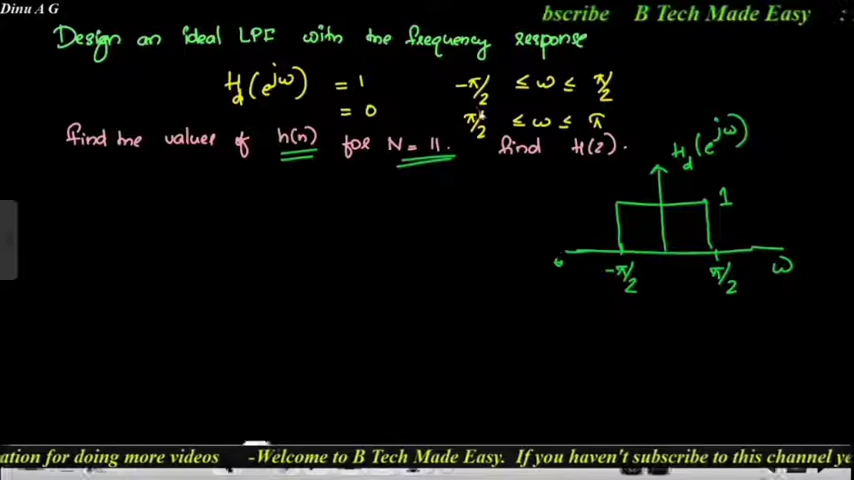 Dinu A G
bscribe B Tech Made Easy
Design an ideal LPF with the frequency response
H_d(e^{jω}) = 1   -π/2 ≤ ω ≤ π/2
= 0   π/2 ≤ ω ≤ π
find the values of h(n) for N = 11. find H(z).
H_d(e^{jω})
1
-π/2 π/2 ω
ation for doing more videos -Welcome to B Tech Made Easy. If you haven't subscribe to this channel ye